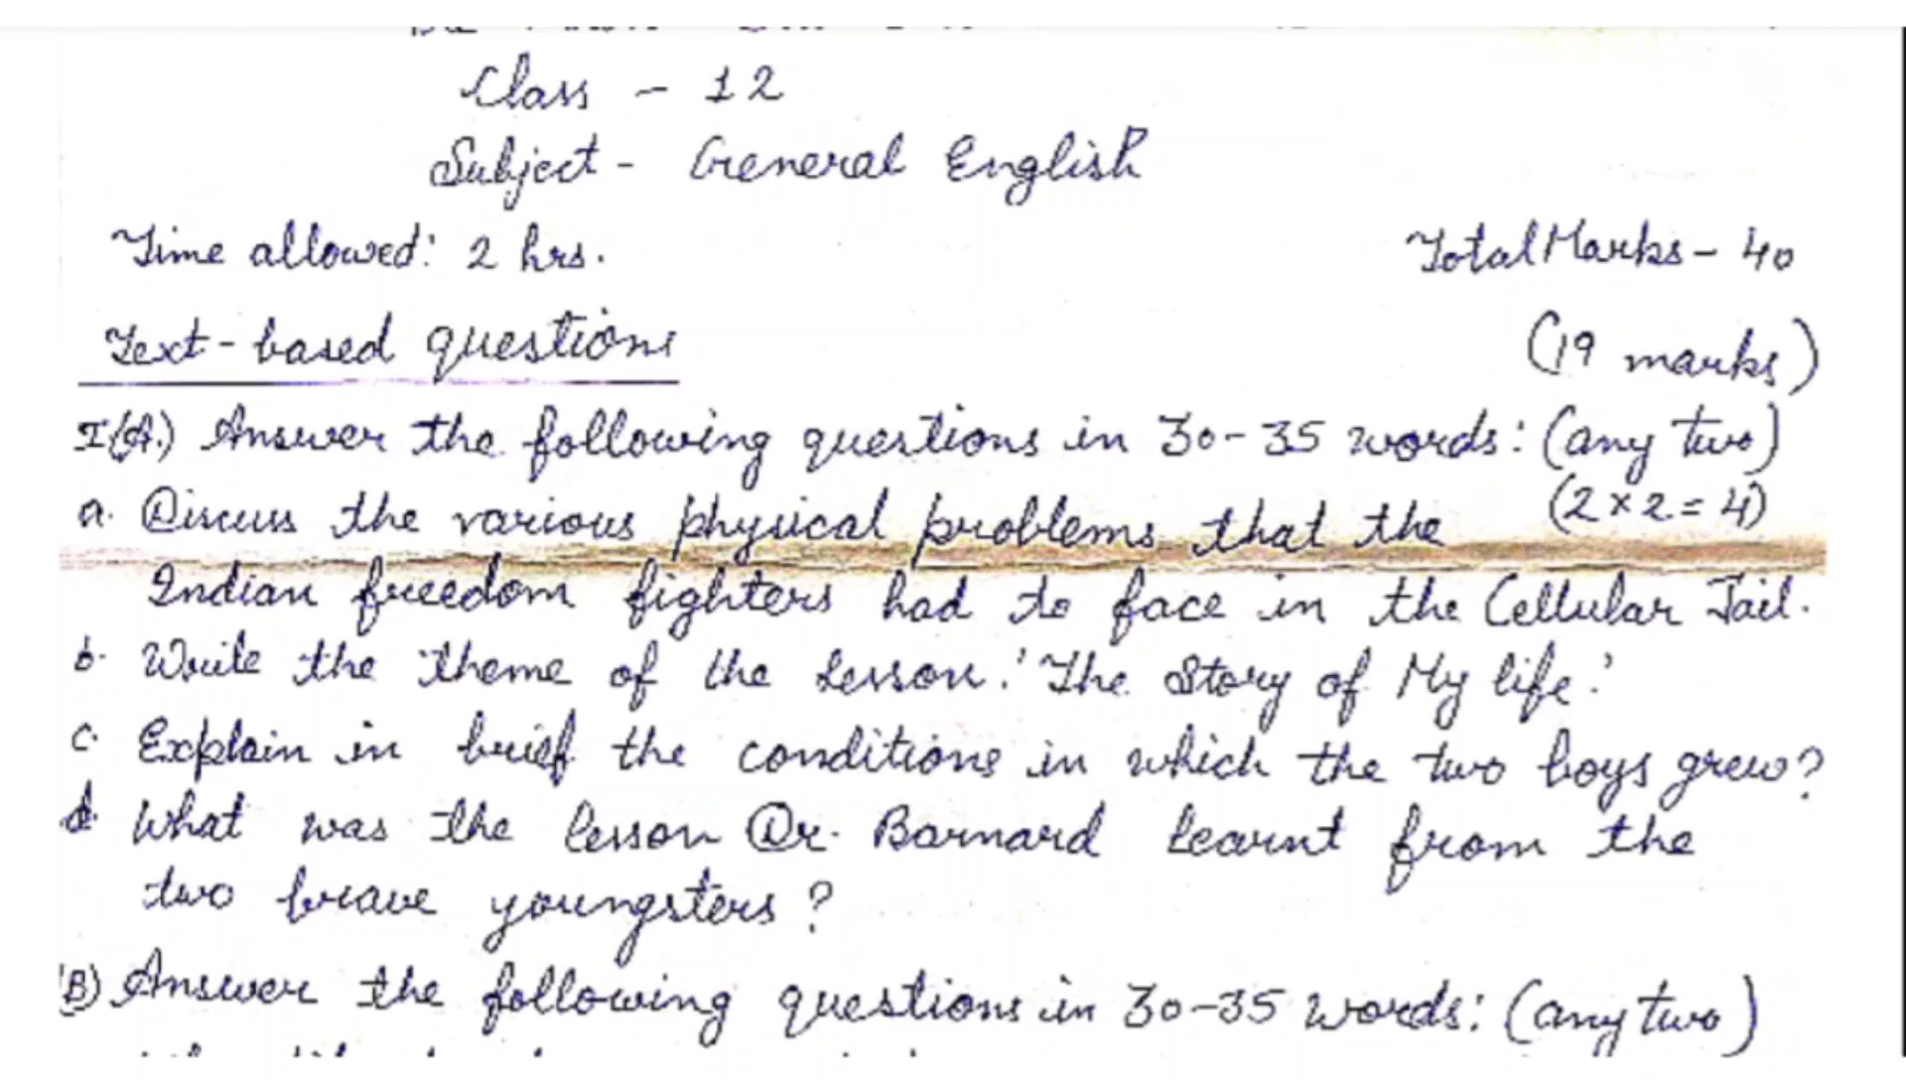 Class - 12
Subject - General English
Time allowed: 2 hrs.
Total Marks - 40
Text-based questions
(19 marks)
I(A.) Answer the following questions in 30-35 words: (any two)
(2 x 2 = 4)
a. Discuss the various physical problems that the
Indian freedom fighters had to face in the Cellular Jail.
b. Write the theme of the lesson. 'The Story of My life.'
c. Explain in brief the conditions in which the two boys grew?
d. What was the lesson Dr. Barnard learnt from the
two brave youngsters?
(B) Answer the following questions in 30-35 words: (any two)